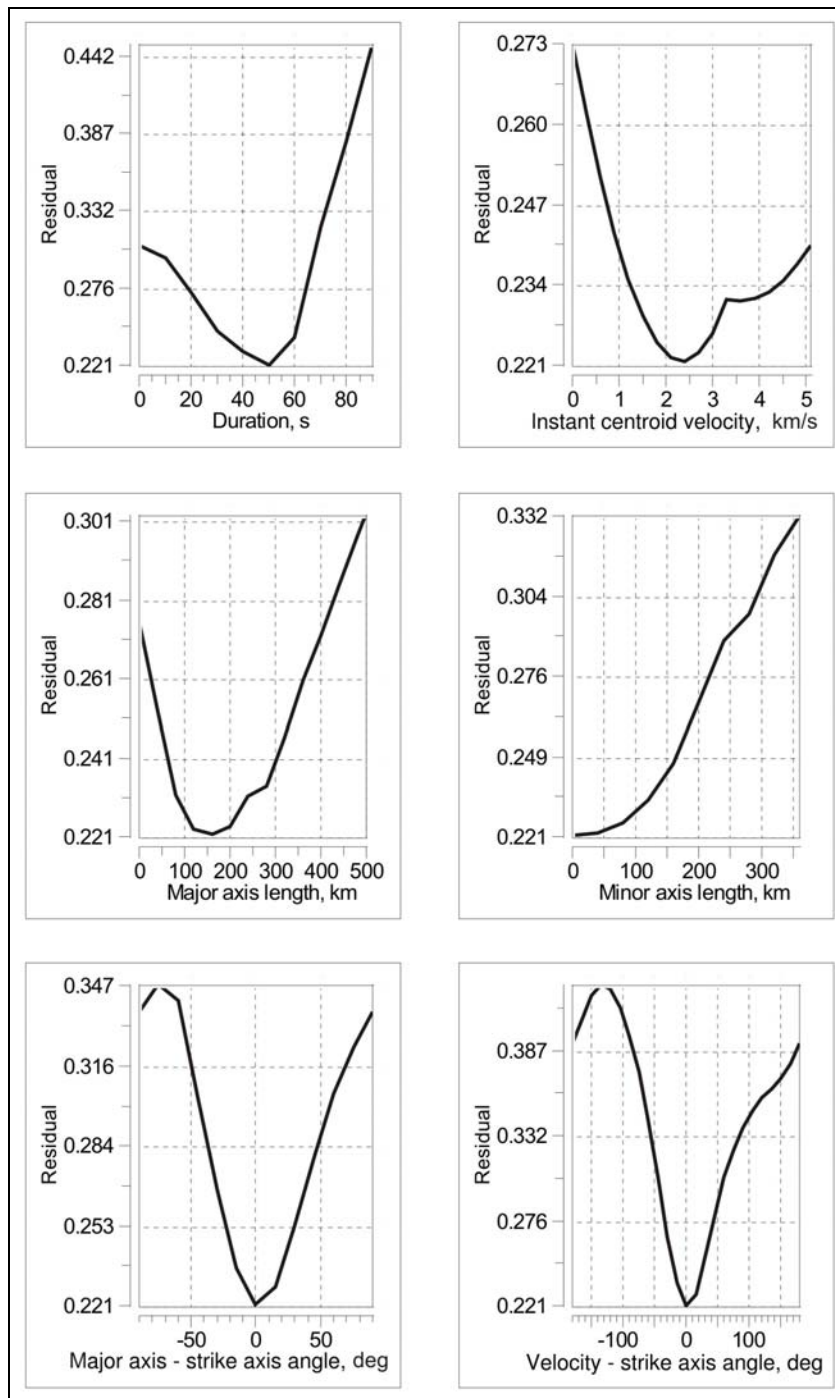 0.442
0.387
0.332
0.276
0.221
Residual
0 20 40 60 80
Duration, s
0.273
0.260
0.247
0.234
0.221
Residual
0 1 2 3 4 5
Instant centroid velocity, km/s
0.301
0.281
0.261
0.241
0.221
Residual
0 100 200 300 400 500
Major axis length, km
0.332
0.304
0.276
0.249
0.221
Residual
0 100 200 300
Minor axis length, km
0.347
0.316
0.284
0.253
0.221
Residual
-50 0 50
Major axis - strike axis angle, deg
0.387
0.332
0.276
0.221
Residual
-100 0 100
Velocity - strike axis angle, deg